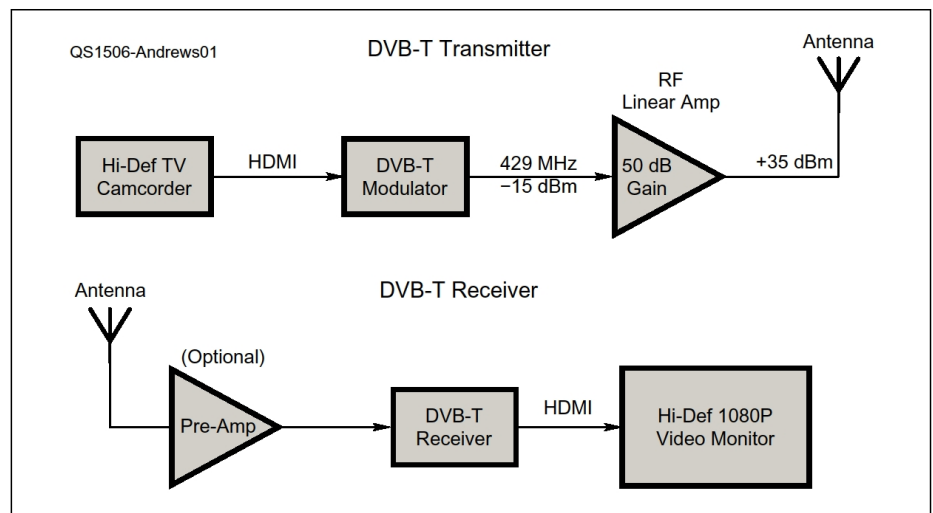 QS1506-Andrews01
DVB-T Transmitter
Antenna
RF
Linear Amp
Hi-Def TV
Camcorder
HDMI
DVB-T
Modulator
429 MHz
−15 dBm
50 dB
Gain
+35 dBm
Antenna
DVB-T Receiver
(Optional)
Pre-Amp
DVB-T
Receiver
HDMI
Hi-Def 1080P
Video Monitor